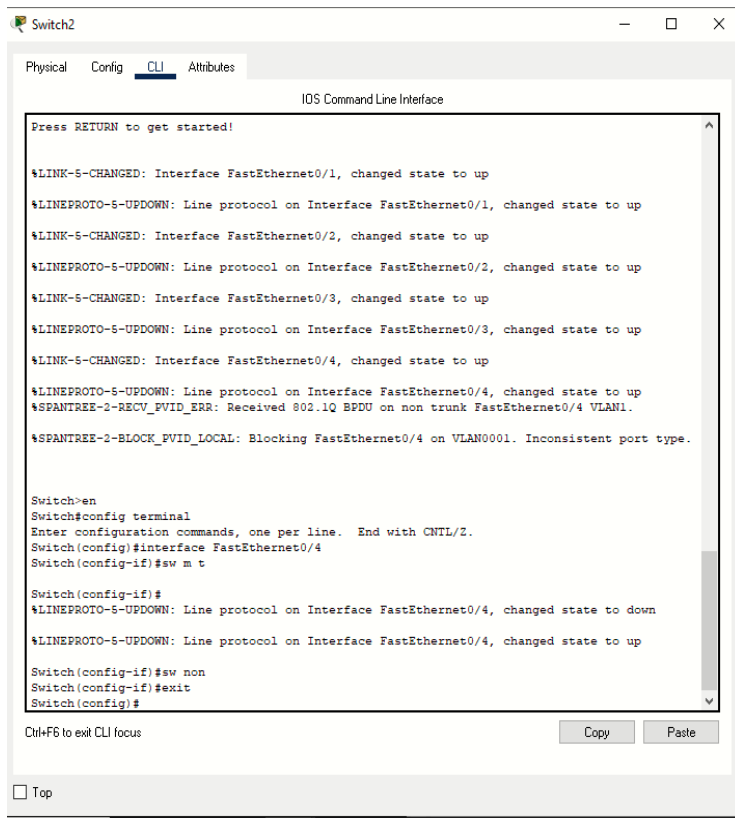 Switch2
Physical Config CLI Attributes
IOS Command Line Interface
Press RETURN to get started!
%LINK-5-CHANGED: Interface FastEthernet0/1, changed state to up
%LINEPROTO-5-UPDOWN: Line protocol on Interface FastEthernet0/1, changed state to up
%LINK-5-CHANGED: Interface FastEthernet0/2, changed state to up
%LINEPROTO-5-UPDOWN: Line protocol on Interface FastEthernet0/2, changed state to up
%LINK-5-CHANGED: Interface FastEthernet0/3, changed state to up
%LINEPROTO-5-UPDOWN: Line protocol on Interface FastEthernet0/3, changed state to up
%LINK-5-CHANGED: Interface FastEthernet0/4, changed state to up
%LINEPROTO-5-UPDOWN: Line protocol on Interface FastEthernet0/4, changed state to up
%SPANTREE-2-RECV_PVID_ERR: Received 802.1Q BPDU on non trunk FastEthernet0/4 VLAN1.
%SPANTREE-2-BLOCK_PVID_LOCAL: Blocking FastEthernet0/4 on VLAN0001. Inconsistent port type.
Switch>en
Switch#config terminal
Enter configuration commands, one per line. End with CNTL/Z.
Switch(config)#interface FastEthernet0/4
Switch(config-if)#sw m t
Switch(config-if)#
%LINEPROTO-5-UPDOWN: Line protocol on Interface FastEthernet0/4, changed state to down
%LINEPROTO-5-UPDOWN: Line protocol on Interface FastEthernet0/4, changed state to up
Switch(config-if)#sw non
Switch(config-if)#exit
Switch(config)#
Ctrl+F6 to exit CLI focus
Copy Paste
Top